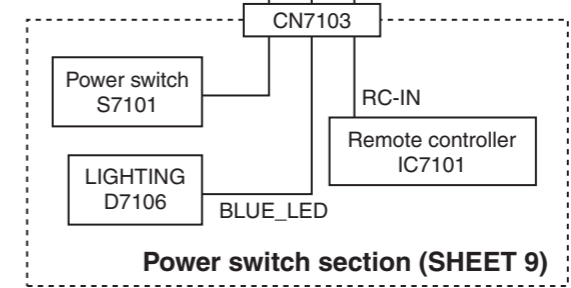 CN7103
Power switch
S7101
RC-IN
Remote controller
IC7101
LIGHTING
D7106
BLUE_LED
Power switch section (SHEET 9)